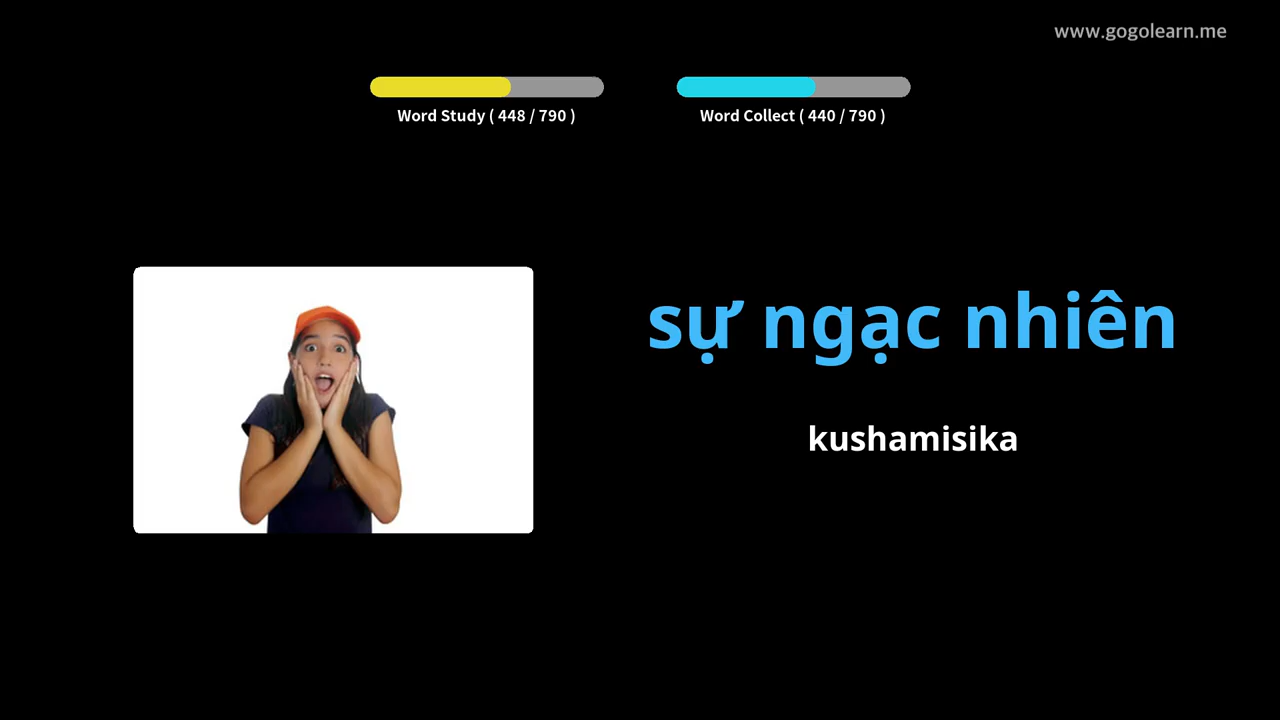 www.gogolearn.me
Word Study ( 448 / 790 )
Word Collect ( 440 / 790 )
sự ngạc nhiên
kushamisika